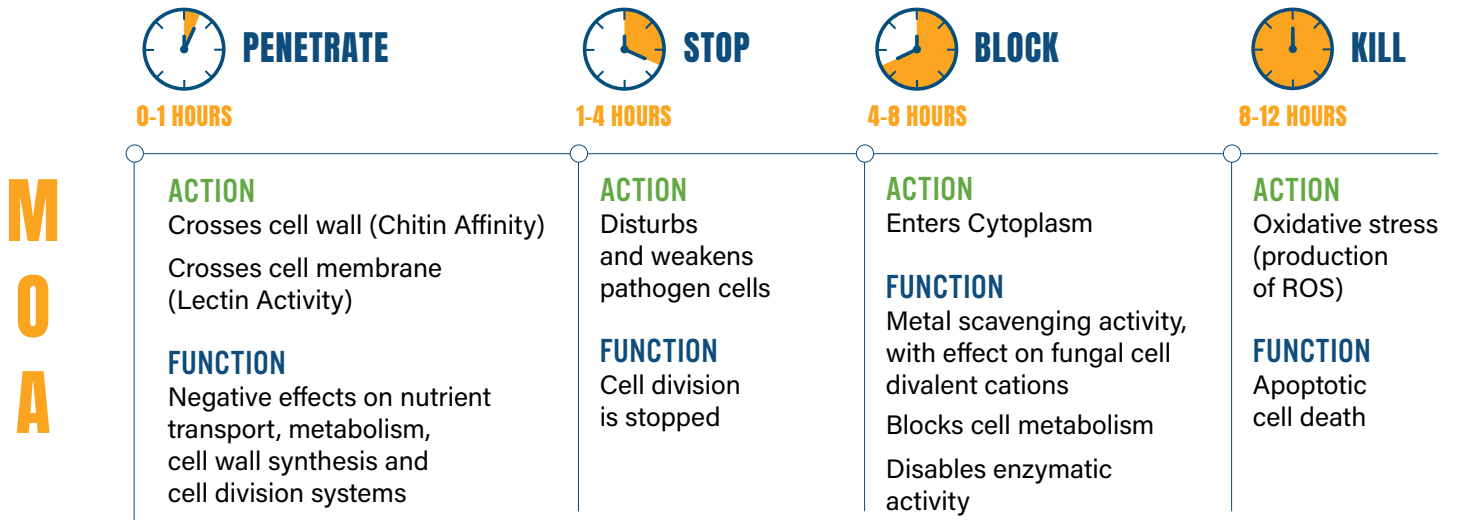 PENETRATE
0-1 HOURS
STOP
1-4 HOURS
BLOCK
4-8 HOURS
KILL
8-12 HOURS
M
O
A
ACTION
Crosses cell wall (Chitin Affinity)
Crosses cell membrane
(Lectin Activity)
FUNCTION
Negative effects on nutrient
transport, metabolism,
cell wall synthesis and
cell division systems
ACTION
Disturbs
and weakens
pathogen cells
FUNCTION
Cell division
is stopped
ACTION
Enters Cytoplasm
FUNCTION
Metal scavenging activity,
with effect on fungal cell
divalent cations
Blocks cell metabolism
Disables enzymatic
activity
ACTION
Oxidative stress
(production
of ROS)
FUNCTION
Apoptotic
cell death